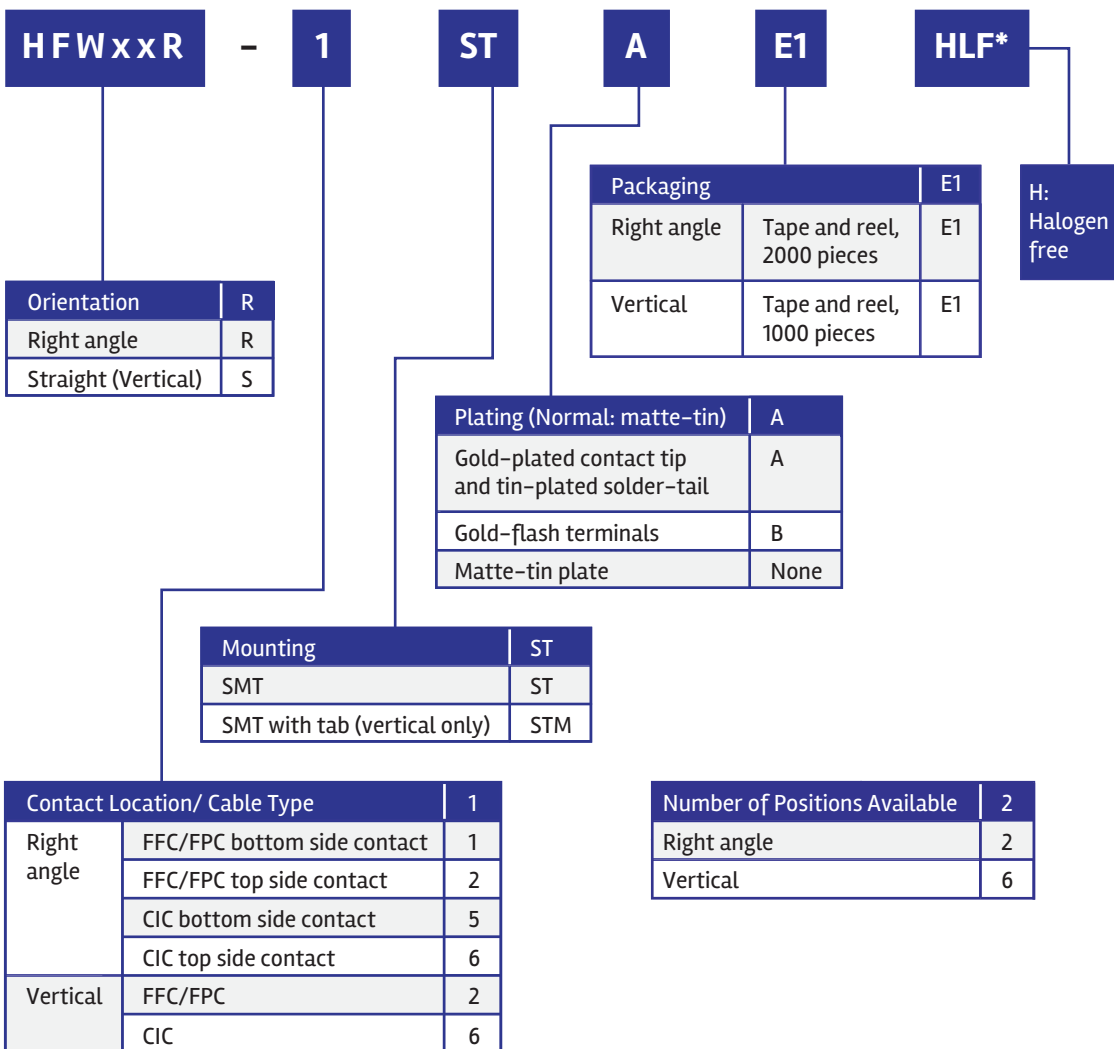 HFWxxR - 1 ST A E1 HLF*
Packaging E1
Right angle Tape and reel, E1
2000 pieces
Vertical Tape and reel, E1
1000 pieces
H:
Halogen
free
Orientation R
Right angle R
Straight (Vertical) S
Plating (Normal: matte-tin) A
Gold-plated contact tip A
and tin-plated solder-tail
Gold-flash terminals B
Matte-tin plate None
Mounting ST
SMT ST
SMT with tab (vertical only) STM
Contact Location/ Cable Type 1
Right FFC/FPC bottom side contact 1
angle
FFC/FPC top side contact 2
CIC bottom side contact 5
CIC top side contact 6
Vertical FFC/FPC 2
CIC 6
Number of Positions Available 2
Right angle 2
Vertical 6